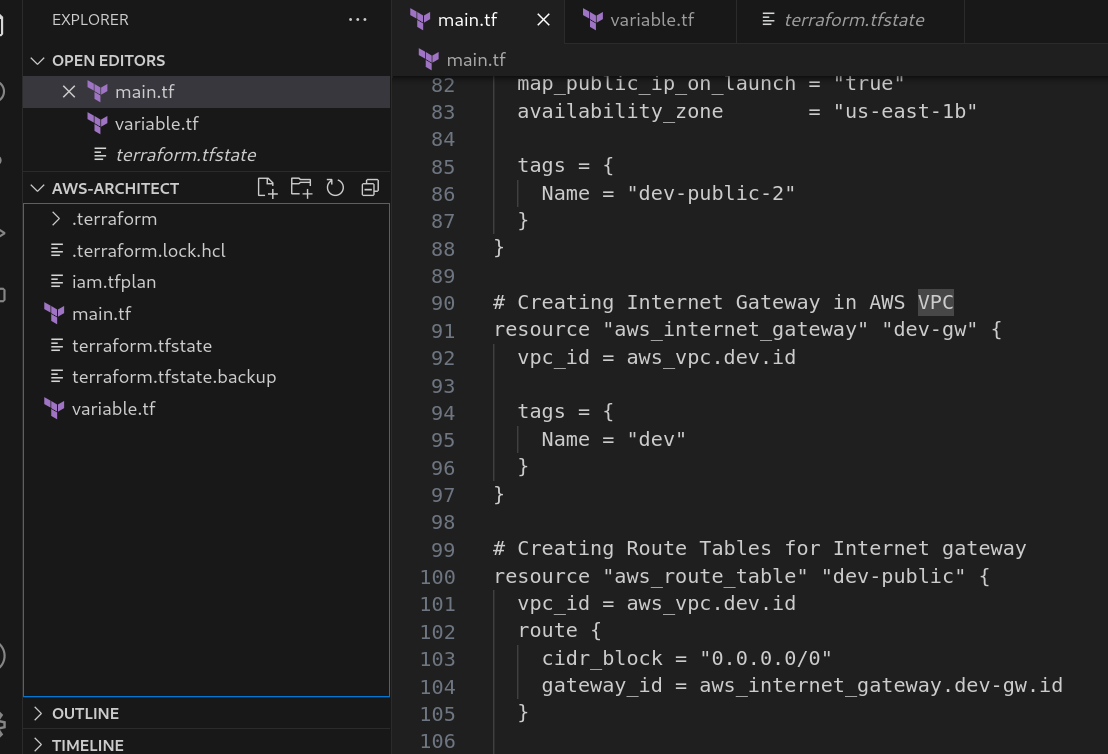 EXPLORER
OPEN EDITORS
main.tf
variable.tf
terraform.tfstate
AWS-ARCHITECT
.terraform
.terraform.lock.hcl
iam.tfplan
main.tf
terraform.tfstate
terraform.tfstate.backup
variable.tf
OUTLINE
TIMELINE
main.tf
variable.tf
terraform.tfstate
main.tf
82 map_public_ip_on_launch = "true"
83 availability_zone       = "us-east-1b"
84
85 tags = {
86 Name = "dev-public-2"
87 }
88 }
89
90 # Creating Internet Gateway in AWS VPC
91 resource "aws_internet_gateway" "dev-gw" {
92 vpc_id = aws_vpc.dev.id
93
94 tags = {
95 Name = "dev"
96 }
97 }
98
99 # Creating Route Tables for Internet gateway
100 resource "aws_route_table" "dev-public" {
101 vpc_id = aws_vpc.dev.id
102 route {
103 cidr_block = "0.0.0.0/0"
104 gateway_id = aws_internet_gateway.dev-gw.id
105 }
106